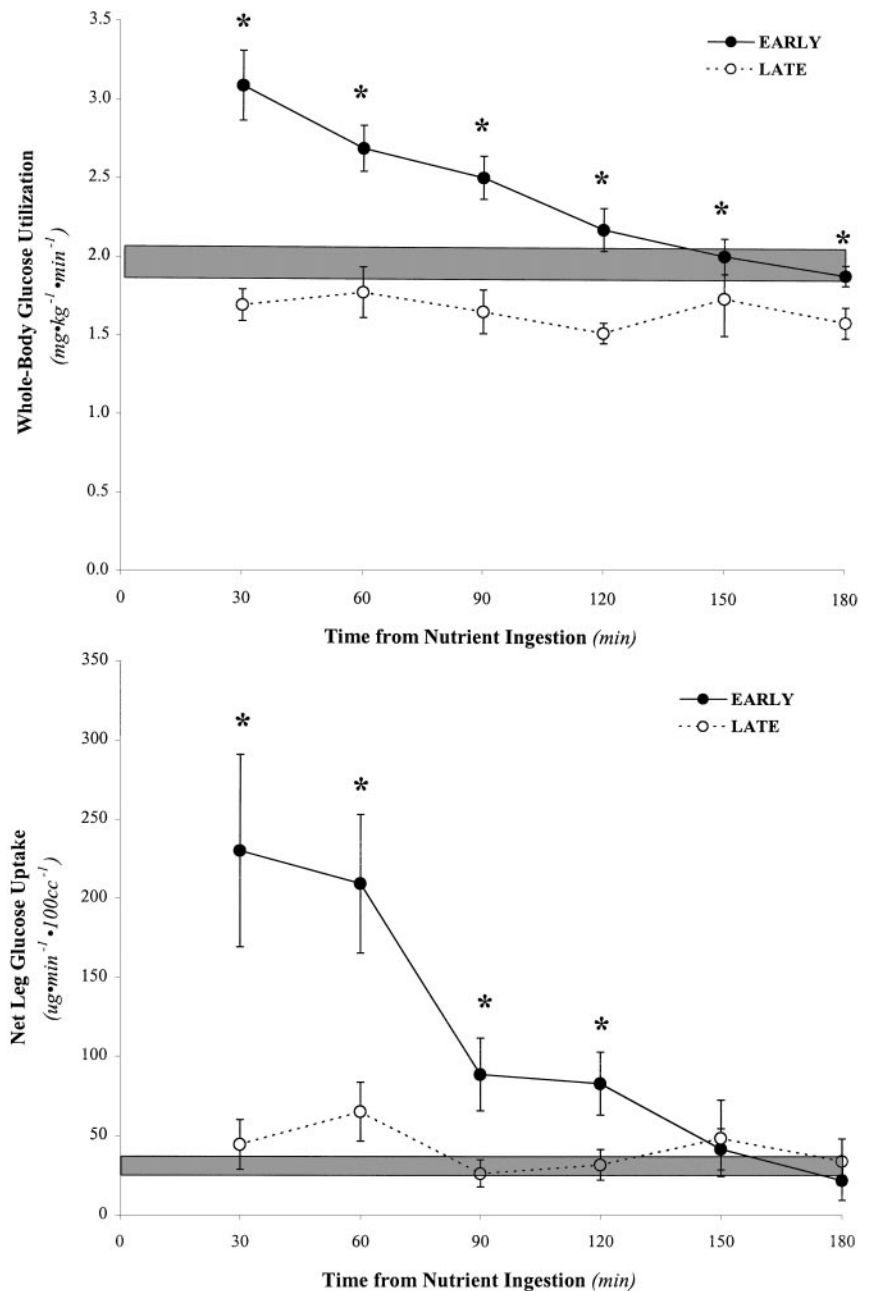 3.5
3.0
2.5
2.0
1.5
1.0
0.5
0.0
Whole-Body Glucose Utilization
(mg•kg⁻¹•min⁻¹)
EARLY
LATE
*
*
*
*
*
*
0 30 60 90 120 150 180
Time from Nutrient Ingestion (min)
350
300
250
200
150
100
50
0
Net Leg Glucose Uptake
(ug•min⁻¹•100cc⁻¹)
EARLY
LATE
*
*
*
*
0 30 60 90 120 150 180
Time from Nutrient Ingestion (min)